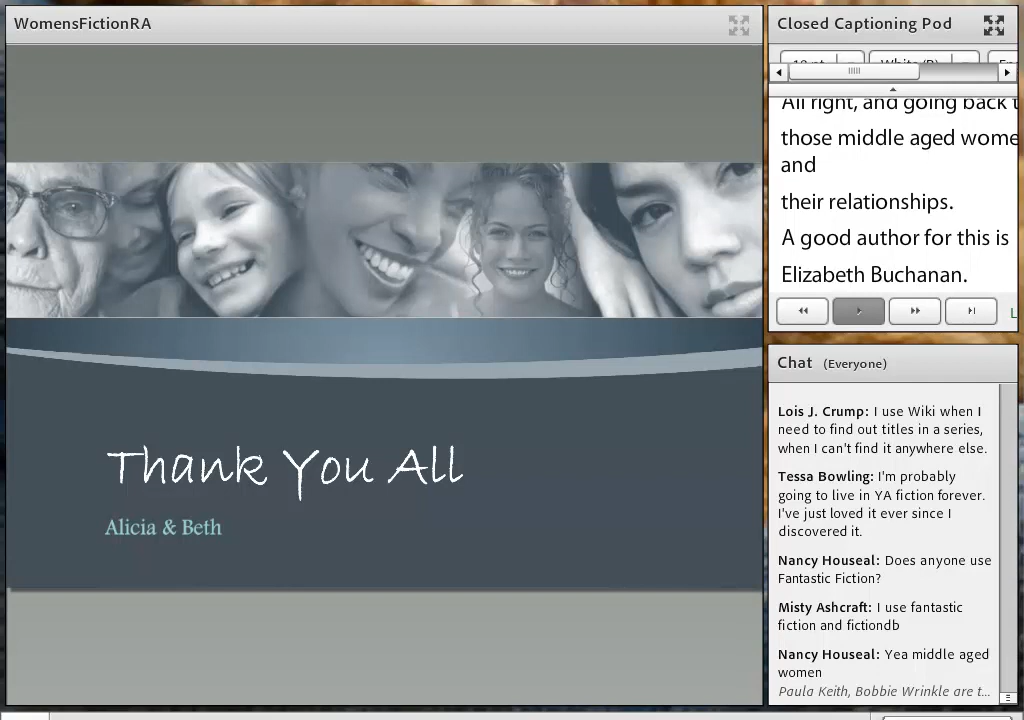 WomensFictionRA
Thank You All
Alicia & Beth
Closed Captioning Pod
All right, and going back
those middle aged wome
and
their relationships.
A good author for this is
Elizabeth Buchanan.
Chat (Everyone)
Lois J. Crump: I use Wiki when I
need to find out titles in a series,
when I can't find it anywhere else.
Tessa Bowling: I'm probably
going to live in YA fiction forever.
I've just loved it ever since I
discovered it.
Nancy Houseal: Does anyone use
Fantastic Fiction?
Misty Ashcraft: I use fantastic
fiction and fictiondb
Nancy Houseal: Yea middle aged
women
Paula Keith, Bobbie Wrinkle are t...